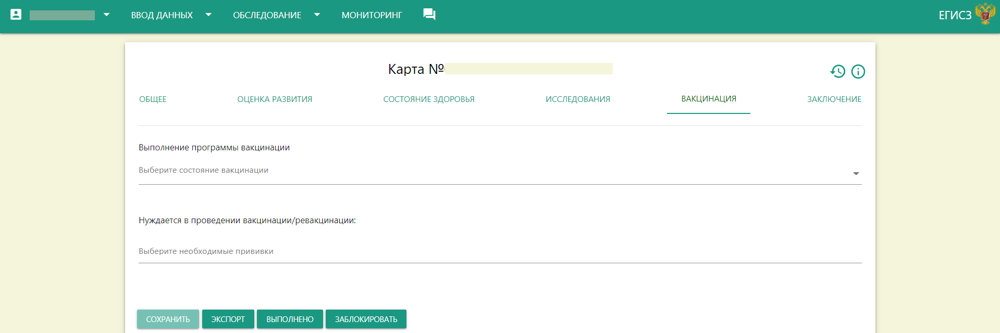 ВВОД ДАННЫХ ОБСЛЕДОВАНИЕ МОНИТОРИНГ ЕГИСЗ
Карта №
ОБЩЕЕ ОЦЕНКА РАЗВИТИЯ СОСТОЯНИЕ ЗДОРОВЬЯ ИССЛЕДОВАНИЯ ВАКЦИНАЦИЯ ЗАКЛЮЧЕНИЕ
Выполнение программы вакцинации
Выберите состояние вакцинации
Нуждается в проведении вакцинации/ревакцинации:
Выберите необходимые прививки
СОХРАНИТЬ ЭКСПОРТ ВЫПОЛНЕНО ЗАБЛОКИРОВАТЬ